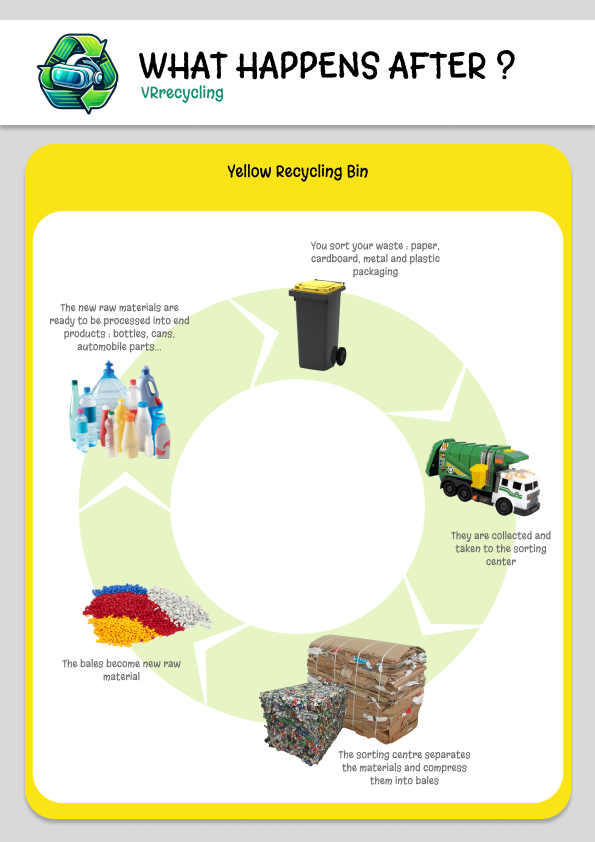 WHAT HAPPENS AFTER ?
VRrecycling
Yellow Recycling Bin
You sort your waste : paper,
cardboard, metal and plastic
packaging
They are collected and
taken to the sorting
center
The sorting centre separates
the materials and compress
them into bales
The bales become new raw
material
The new raw materials are
ready to be processed into end
products : bottles, cans,
automobile parts...